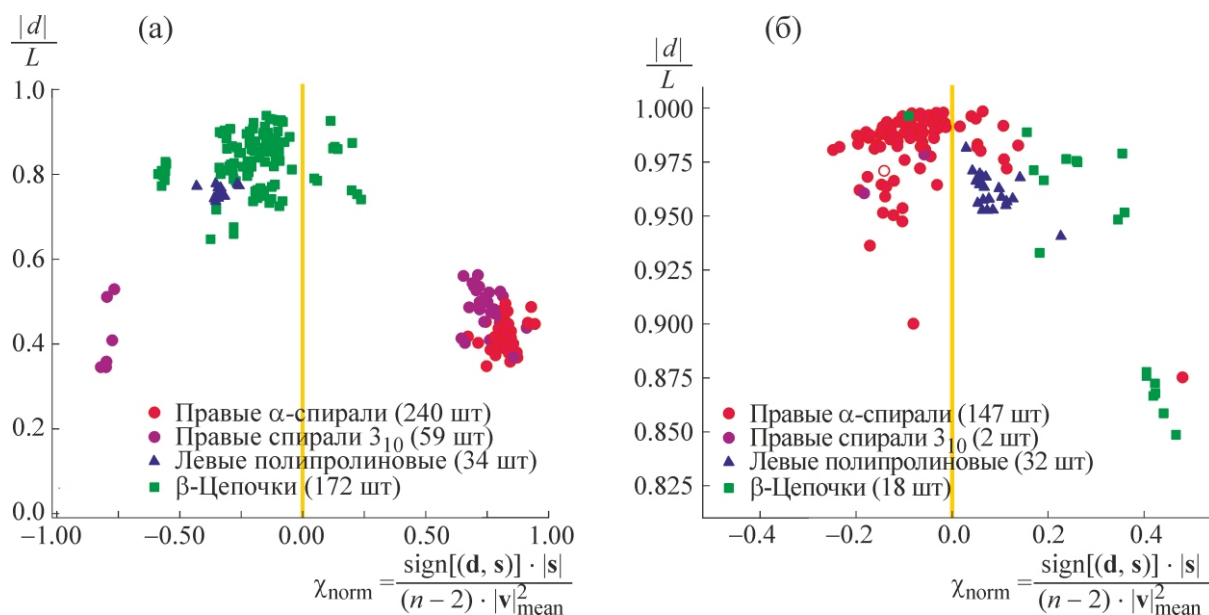 (а)
|d|
L
1.0
0.8
0.6
0.4
0.2
0.0
−1.00
−0.50
0.00
0.50
1.00
Правые α-спирали (240 шт)
Правые спирали 3₁₀ (59 шт)
Левые полипролиновые (34 шт)
β-Цепочки (172 шт)
χnorm = sign[(d, s)] · |s|
(n − 2) · |v|²mean
(б)
|d|
L
1.000
0.975
0.950
0.925
0.900
0.875
0.850
0.825
−0.4
−0.2
0.0
0.2
0.4
Правые α-спирали (147 шт)
Правые спирали 3₁₀ (2 шт)
Левые полипролиновые (32 шт)
β-Цепочки (18 шт)
χnorm = sign[(d, s)] · |s|
(n − 2) · |v|²mean